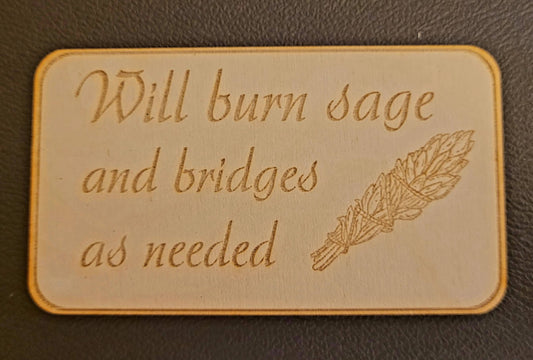 Will burn sage
and bridges
as needed